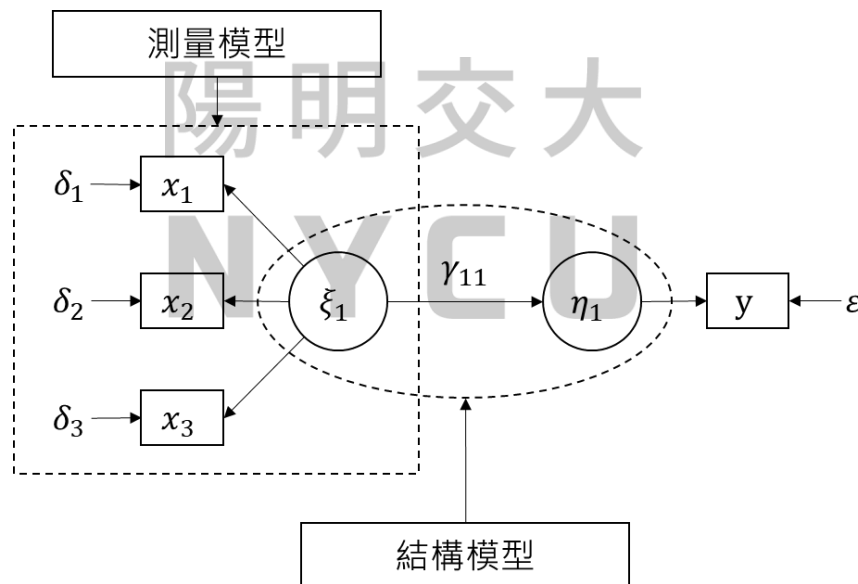 測量模型
陽明交大
NYCU
δ₁
x₁
δ₂
x₂
ξ₁
γ₁₁
η₁
y
ε
δ₃
x₃
結構模型